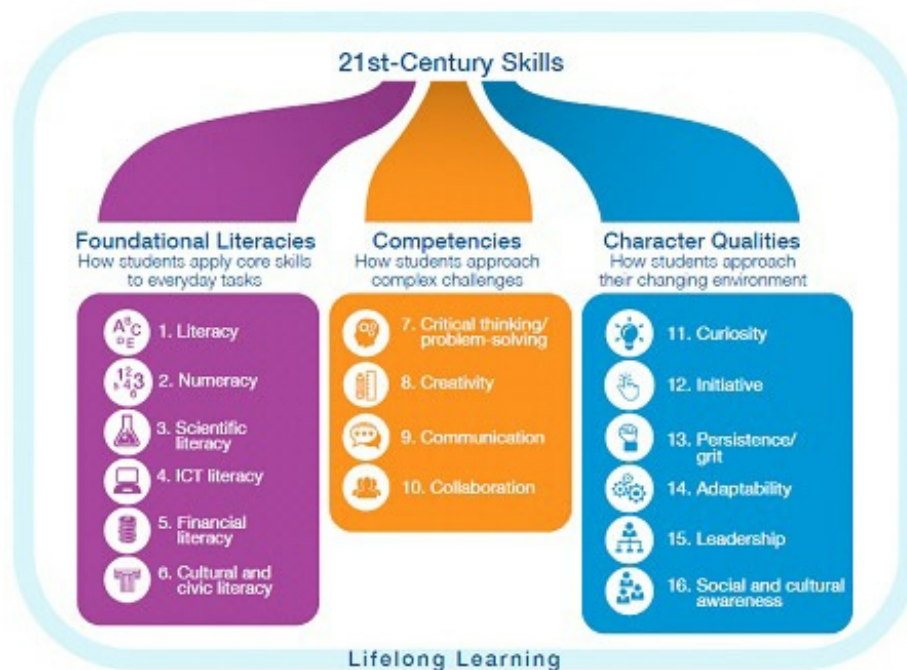 21st-Century Skills
Foundational Literacies
How students apply core skills
to everyday tasks
ABC
DE
1. Literacy
2. Numeracy
3. Scientific
literacy
4. ICT literacy
5. Financial
literacy
6. Cultural and
civic literacy
Competencies
How students approach
complex challenges
7. Critical thinking/
problem-solving
8. Creativity
9. Communication
10. Collaboration
Character Qualities
How students approach
their changing environment
11. Curiosity
12. Initiative
13. Persistence/
grit
14. Adaptability
15. Leadership
16. Social and cultural
awareness
Lifelong Learning